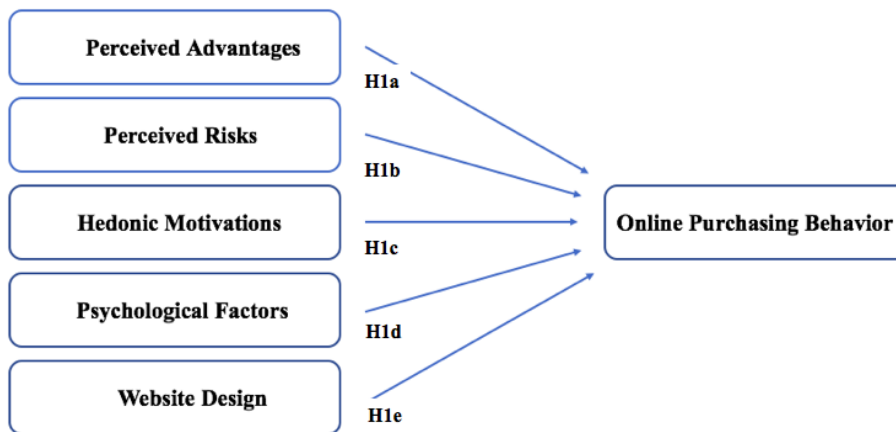 Perceived Advantages
H1a
Perceived Risks
H1b
Hedonic Motivations
Online Purchasing Behavior
H1c
Psychological Factors
H1d
Website Design
H1e